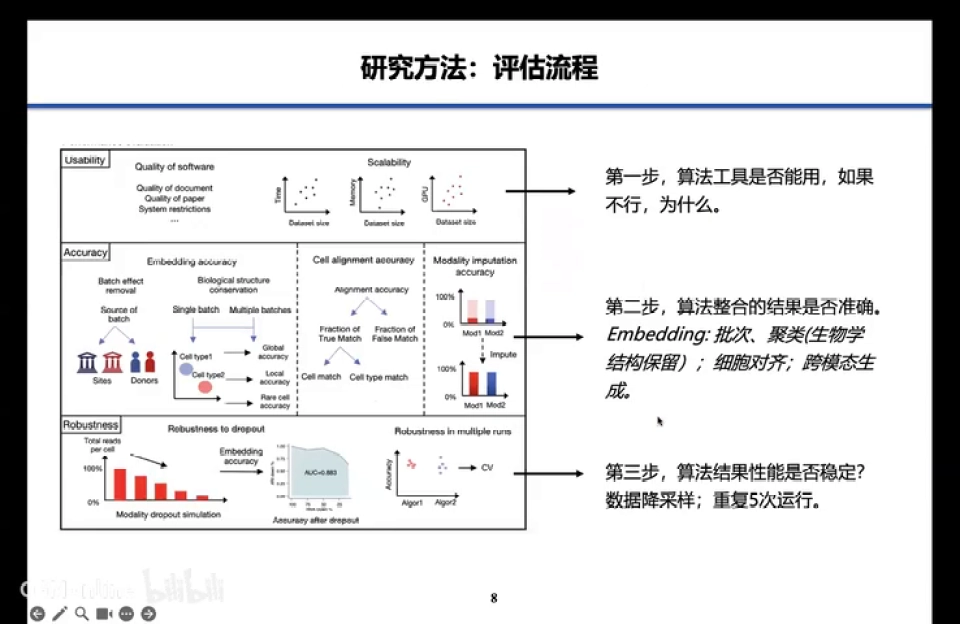 研究方法：评估流程
Usability
Quality of software
Quality of document
Quality of paper
System restrictions
...
Scalability
Time
Dataset size
Memory
Dataset size
GPU
Dataset size
第一步，算法工具是否能用，如果
不行，为什么。
Accuracy
Embedding accuracy
Batch effect
removal
Source of
batch
Sites
Donors
Biological structure
conservation
Single batch
Multiple batches
Cell type1
Cell type2
Global
accuracy
Local
accuracy
Rare cell
accuracy
Cell alignment accuracy
Alignment accuracy
Fraction of
True Match
Fraction of
False Match
Cell match
Cell type match
Modality imputation
accuracy
100%
0%
Mod1 Mod2
Impute
100%
0%
Mod1 Mod2
第二步，算法整合的结果是否准确。
Embedding: 批次、聚类(生物学
结构保留）；细胞对齐；跨模态生
成。
Robustness
Robustness to dropout
Total reads
per cell
100%
0%
Modality dropout simulation
Embedding
accuracy
AUC=0.883
Accuracy after dropout
Robustness in multiple runs
Accuracy
Algor1
Algor2
CV
第三步，算法结果性能是否稳定？
数据降采样；重复5次运行。
bilibili
8